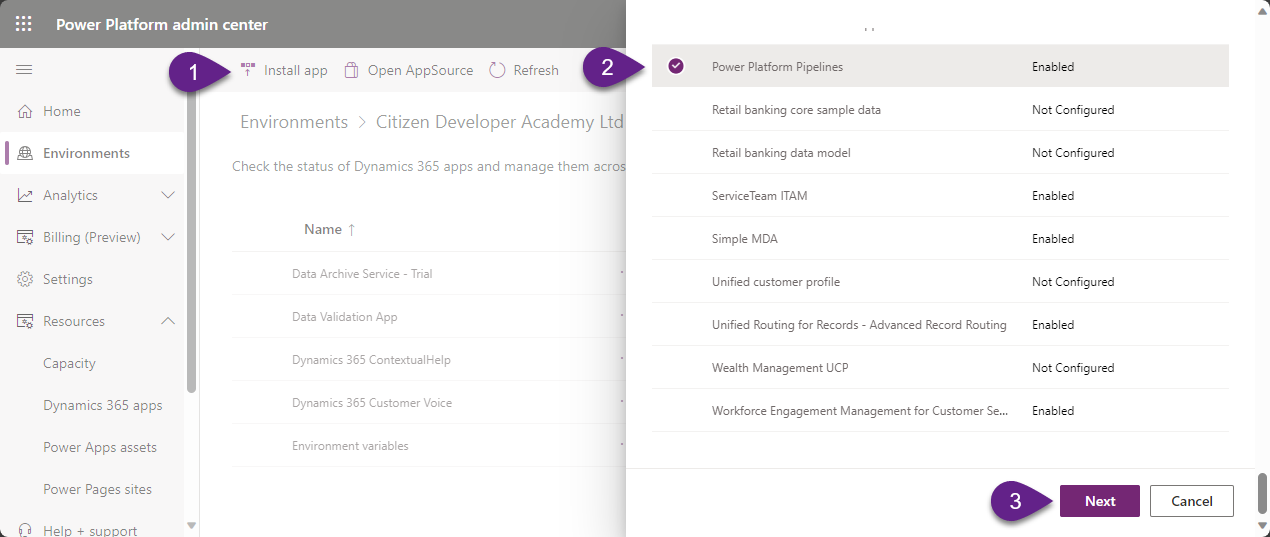 Power Platform admin center
1
Install app
Open AppSource
Refresh
Home
Environments
Analytics
Billing (Preview)
Settings
Resources
Capacity
Dynamics 365 apps
Power Apps assets
Power Pages sites
Help + support
Environments > Citizen Developer Academy Ltd
Check the status of Dynamics 365 apps and manage them acros
Name ↑
Data Archive Service - Trial
Data Validation App
Dynamics 365 ContextualHelp
Dynamics 365 Customer Voice
Environment variables
2
Power Platform Pipelines Enabled
Retail banking core sample data Not Configured
Retail banking data model Not Configured
ServiceTeam ITAM Enabled
Simple MDA Enabled
Unified customer profile Not Configured
Unified Routing for Records - Advanced Record Routing Enabled
Wealth Management UCP Not Configured
Workforce Engagement Management for Customer Se... Enabled
3
Next
Cancel